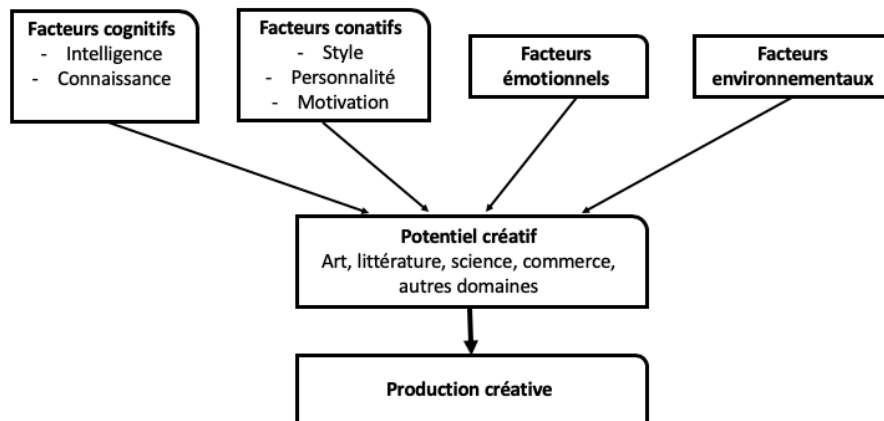 Facteurs cognitifs
- Intelligence
- Connaissance
Facteurs conatifs
- Style
- Personnalité
- Motivation
Facteurs
émotionnels
Facteurs
environnementaux
Potentiel créatif
Art, littérature, science, commerce,
autres domaines
Production créative